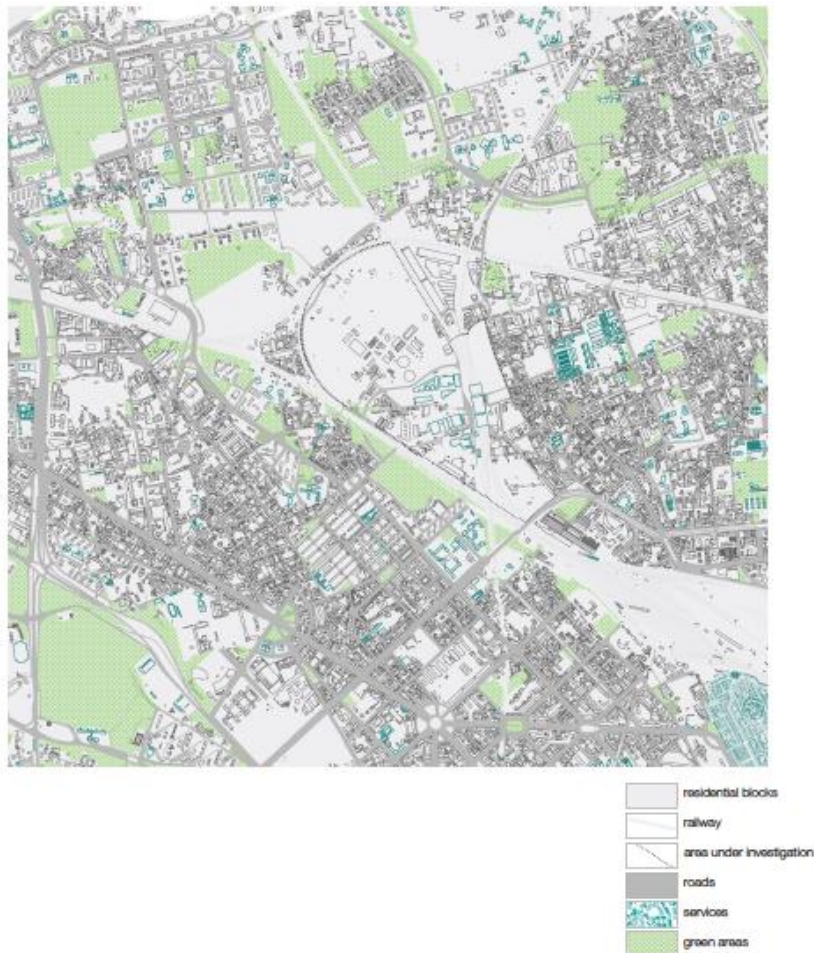 residential blocks
railway
area under investigation
roads
services
green areas